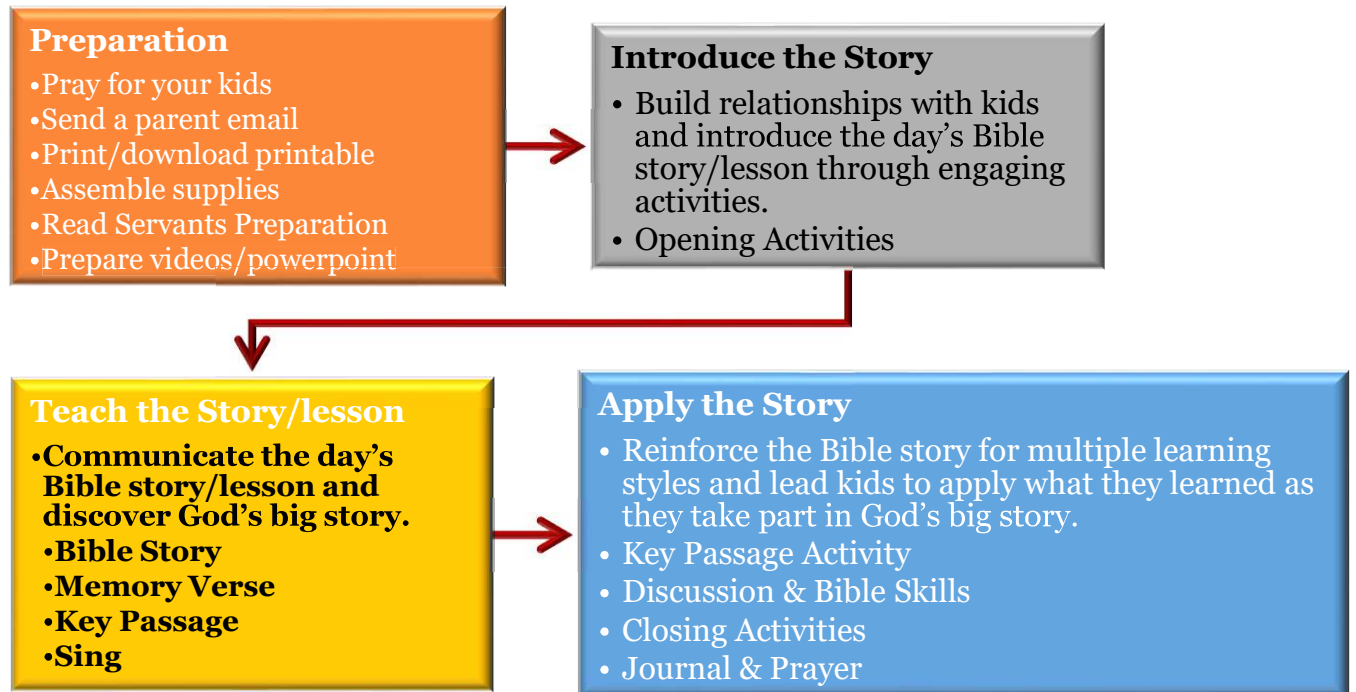 Preparation
•Pray for your kids
•Send a parent email
•Print/download printable
•Assemble supplies
•Read Servants Preparation
•Prepare videos/powerpoint
Introduce the Story
• Build relationships with kids
and introduce the day’s Bible
story/lesson through engaging
activities.
• Opening Activities
Teach the Story/lesson
•Communicate the day’s
Bible story/lesson and
discover God’s big story.
•Bible Story
•Memory Verse
•Key Passage
•Sing
Apply the Story
• Reinforce the Bible story for multiple learning
styles and lead kids to apply what they learned as
they take part in God’s big story.
• Key Passage Activity
• Discussion & Bible Skills
• Closing Activities
• Journal & Prayer